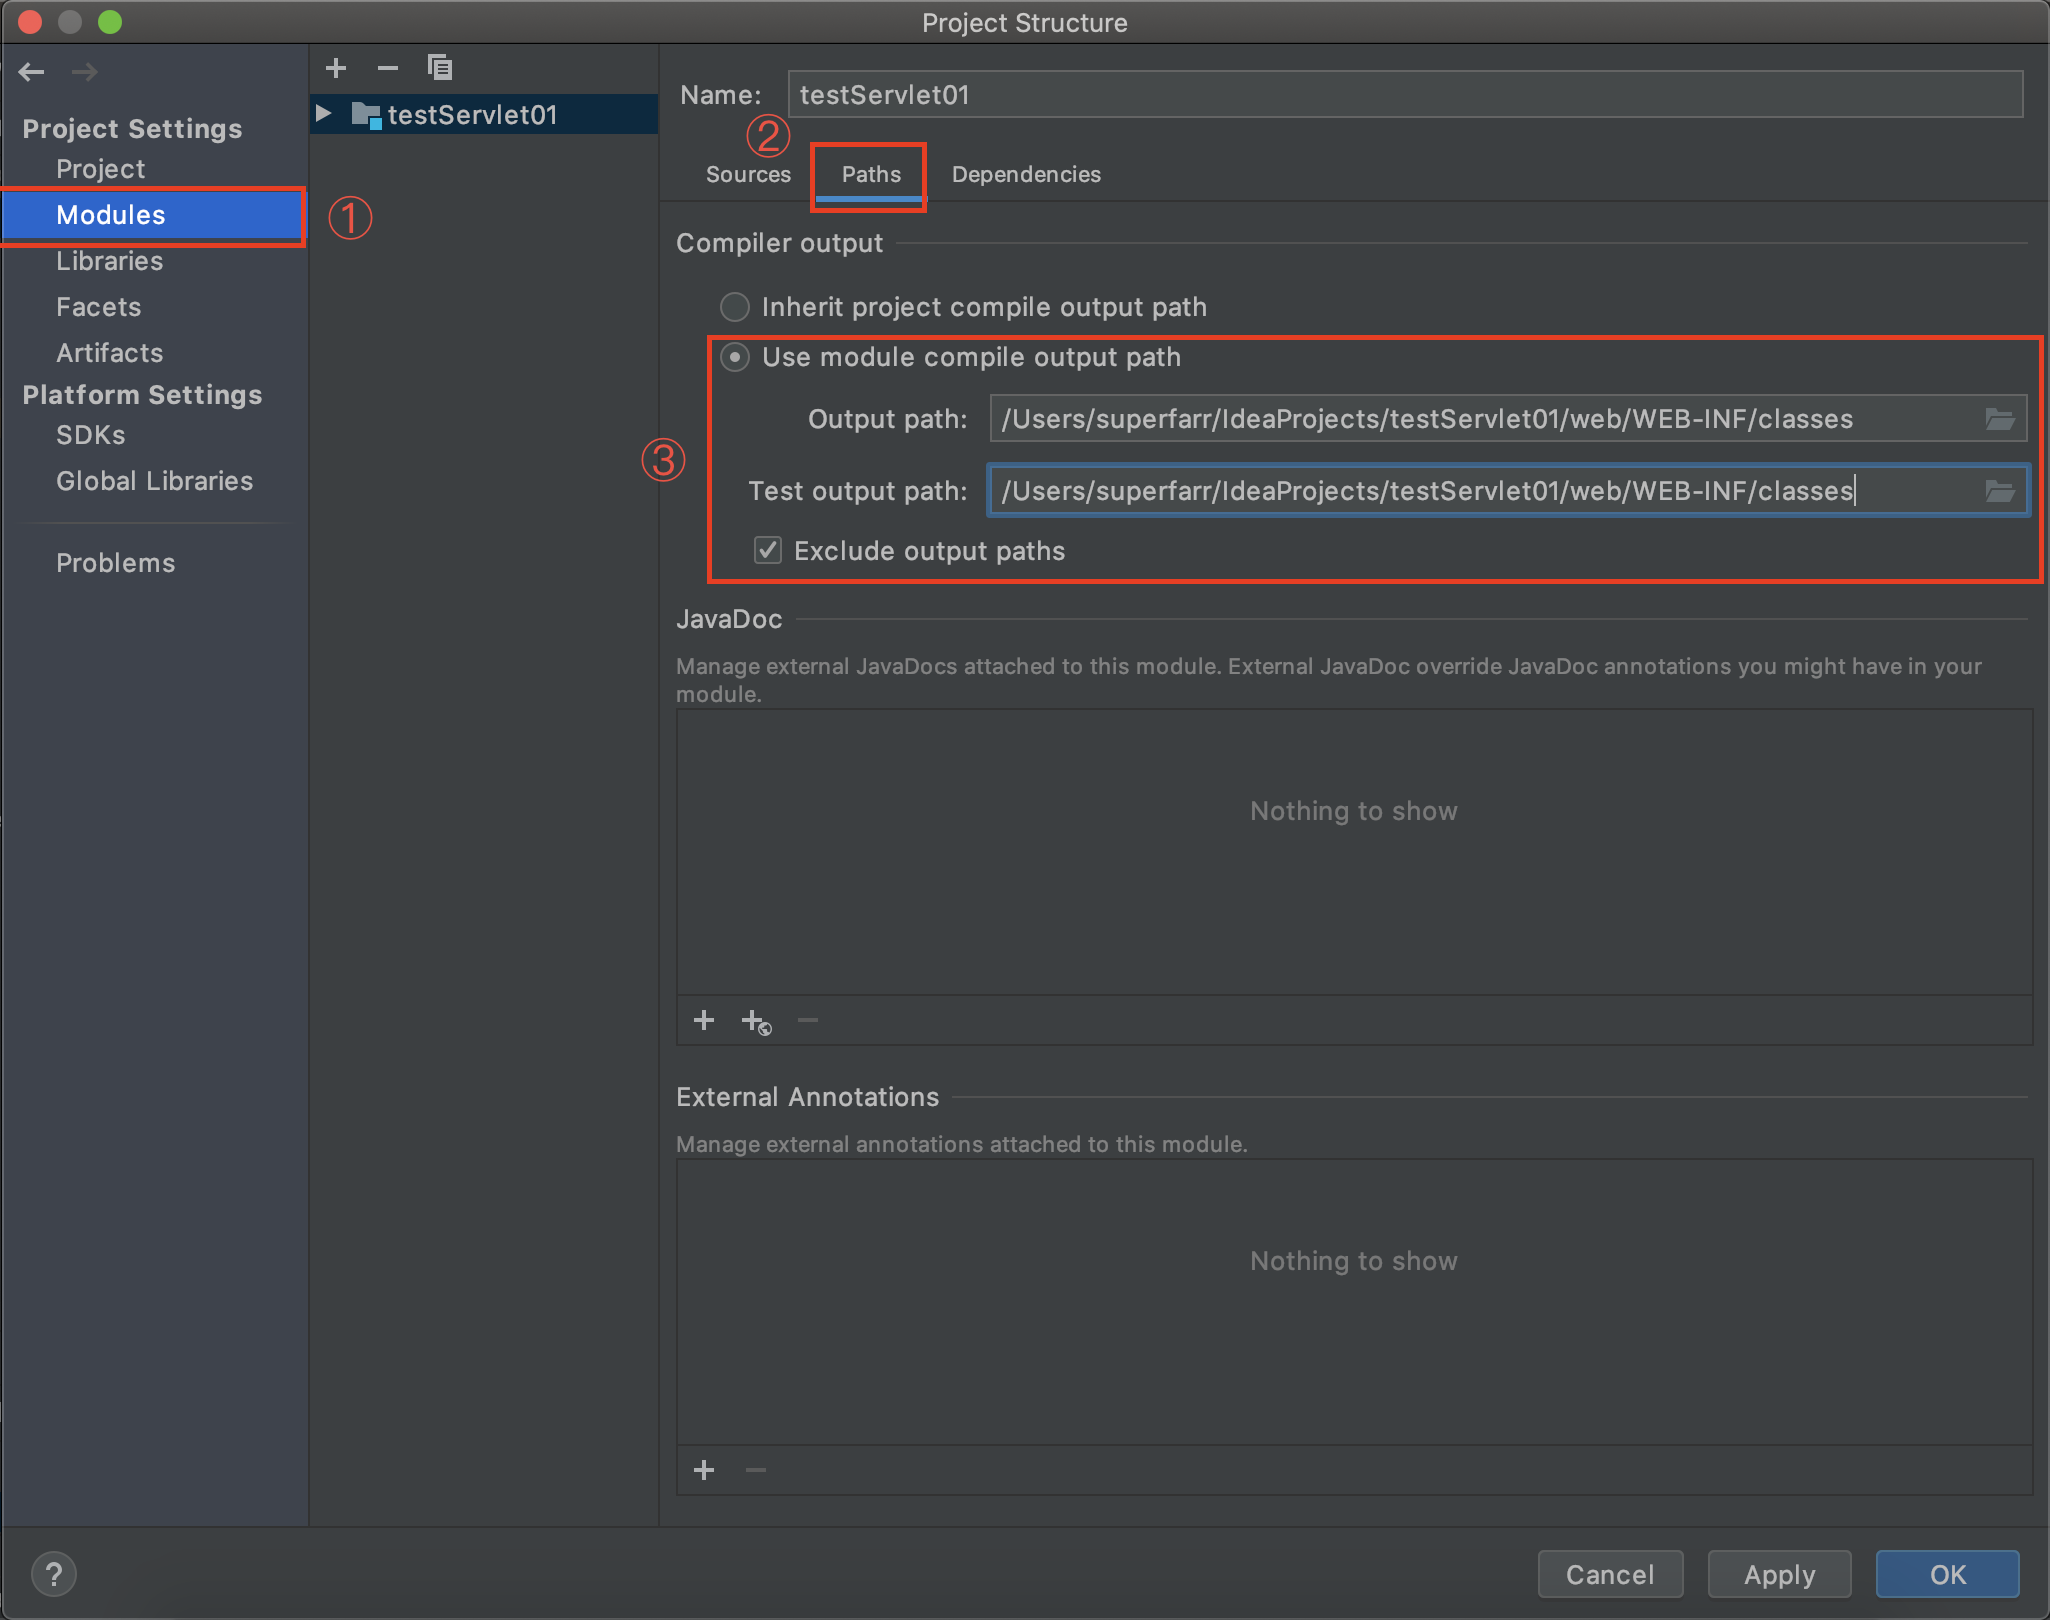 Project Structure
Project Settings
Project
Modules
①
Libraries
Facets
Artifacts
Platform Settings
SDKs
Global Libraries
Problems
testServlet01
Name: testServlet01
②
Sources Paths Dependencies
Compiler output
Inherit project compile output path
Use module compile output path
Output path: /Users/superfarr/IdeaProjects/testServlet01/web/WEB-INF/classes
③
Test output path: /Users/superfarr/IdeaProjects/testServlet01/web/WEB-INF/classes
Exclude output paths
JavaDoc
Manage external JavaDocs attached to this module. External JavaDoc override JavaDoc annotations you might have in your
module.
Nothing to show
External Annotations
Manage external annotations attached to this module.
Nothing to show
?
Cancel Apply OK